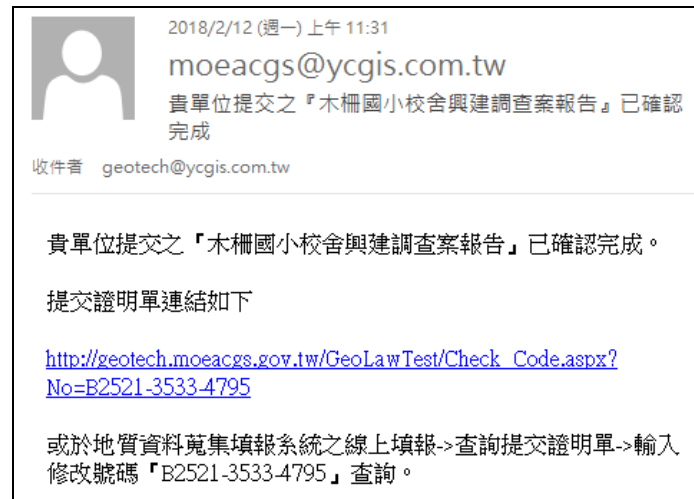 2018/2/12 (週一) 上午 11:31
moeacgs@ycgis.com.tw
貴單位提交之『木柵國小校舍興建調查案報告』已確認
完成
收件者 geotech@ycgis.com.tw
貴單位提交之『木柵國小校舍興建調查案報告』已確認完成。
提交證明單連結如下
http://geotech.moeacgs.gov.tw/GeoLawTest/Check_Code.aspx?
No=B2521-3533-4795
或於地質資料蒐集填報系統之線上填報->查詢提交證明單->輸入
修改號碼『B2521-3533-4795』查詢。